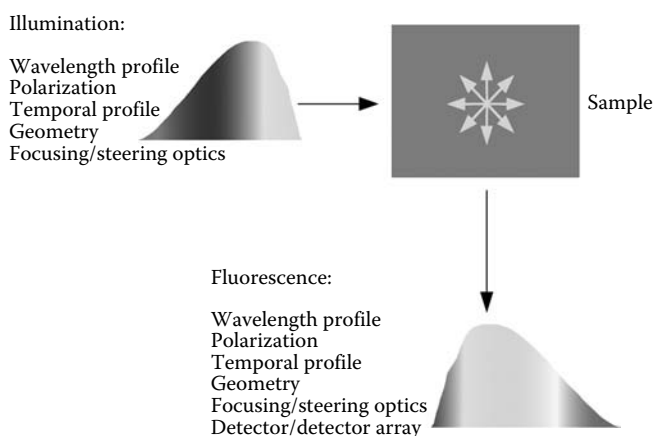 Illumination:
Wavelength profile
Polarization
Temporal profile
Geometry
Focusing/steering optics
Sample
Fluorescence:
Wavelength profile
Polarization
Temporal profile
Geometry
Focusing/steering optics
Detector/detector array